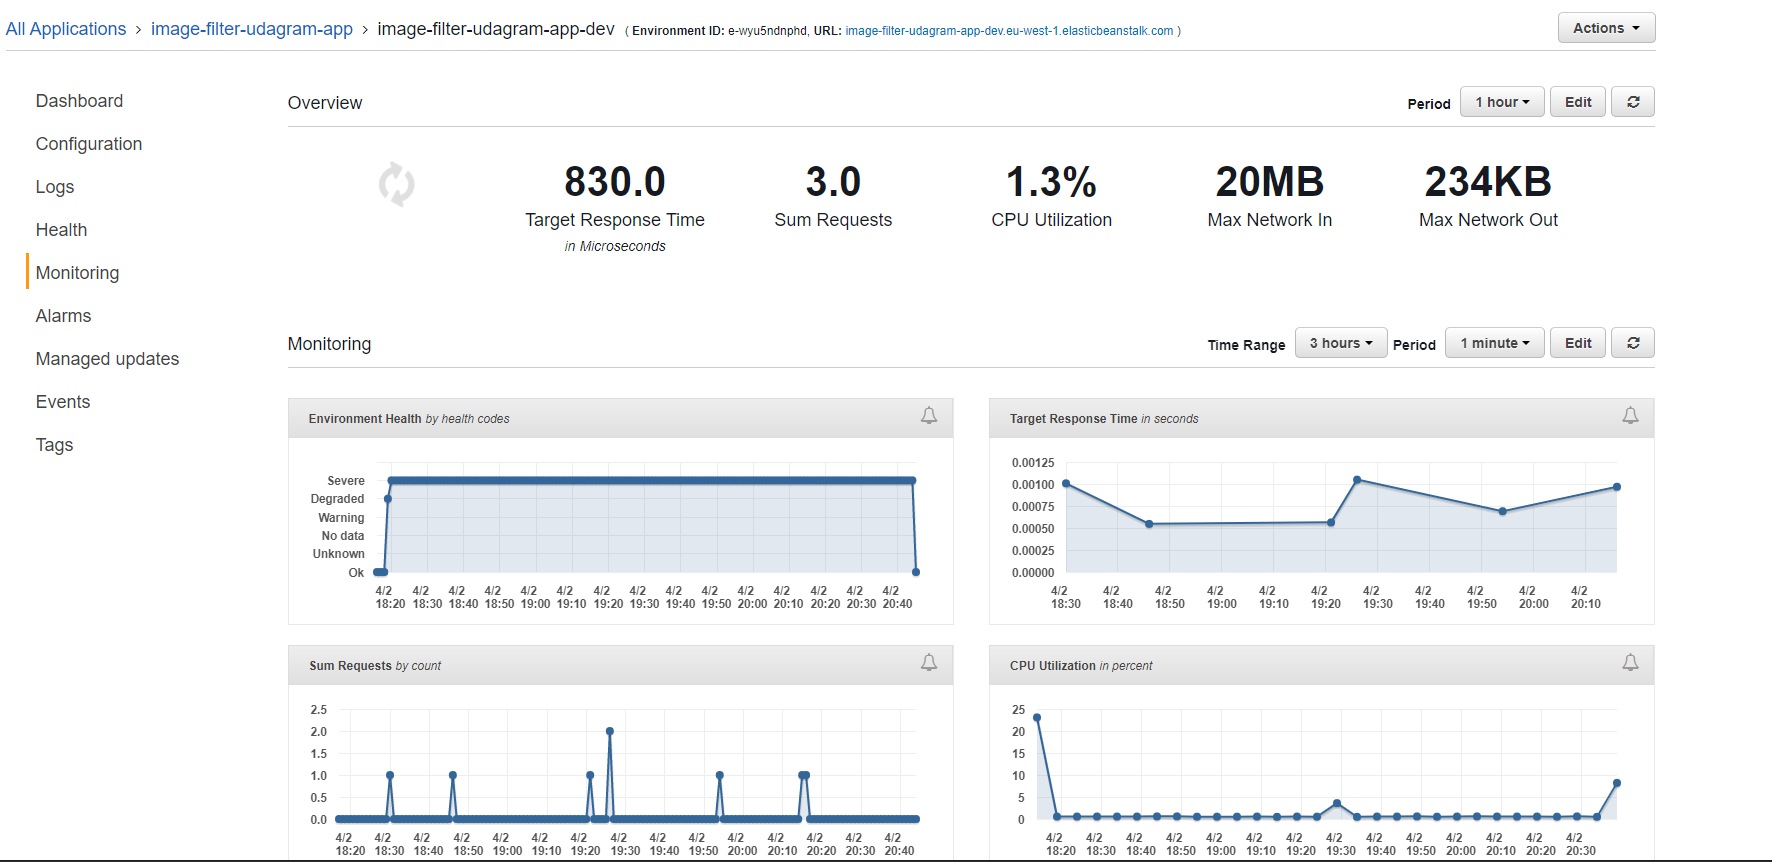 All Applications > image-filter-udagram-app > image-filter-udagram-app-dev ( Environment ID: e-wyu5ndnphd, URL: image-filter-udagram-app-dev.eu-west-1.elasticbeanstalk.com )
Actions
Dashboard
Configuration
Logs
Health
Monitoring
Alarms
Managed updates
Events
Tags
Overview
Period 1 hour Edit
830.0
Target Response Time
in Microseconds
3.0
Sum Requests
1.3%
CPU Utilization
20MB
Max Network In
234KB
Max Network Out
Monitoring
Time Range 3 hours Period 1 minute Edit
Environment Health by health codes
Severe
Degraded
Warning
No data
Unknown
Ok
4/2 4/2 4/2 4/2 4/2 4/2 4/2 4/2 4/2 4/2 4/2 4/2 4/2 4/2 4/2
18:20 18:30 18:40 18:50 19:00 19:10 19:20 19:30 19:40 19:50 20:00 20:10 20:20 20:30 20:40
Target Response Time in seconds
0.00125
0.00100
0.00075
0.00050
0.00025
0.00000
4/2 4/2 4/2 4/2 4/2 4/2 4/2 4/2 4/2 4/2 4/2
18:30 18:40 18:50 19:00 19:10 19:20 19:30 19:40 19:50 20:00 20:10
Sum Requests by count
2.5
2.0
1.5
1.0
0.5
0.0
4/2 4/2 4/2 4/2 4/2 4/2 4/2 4/2 4/2 4/2 4/2 4/2 4/2 4/2 4/2
18:20 18:30 18:40 18:50 19:00 19:10 19:20 19:30 19:40 19:50 20:00 20:10 20:20 20:30 20:40
CPU Utilization in percent
25
20
15
10
5
0
4/2 4/2 4/2 4/2 4/2 4/2 4/2 4/2 4/2 4/2 4/2 4/2 4/2 4/2
18:20 18:30 18:40 18:50 19:00 19:10 19:20 19:30 19:40 19:50 20:00 20:10 20:20 20:30